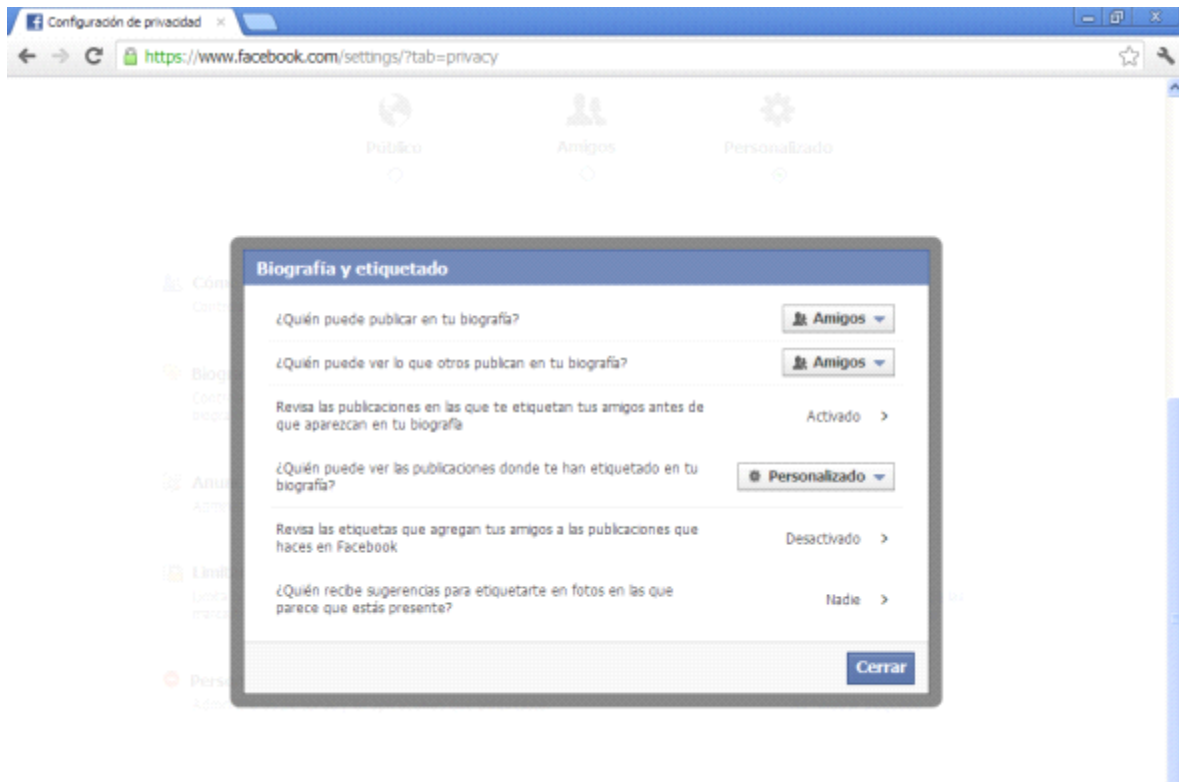 Configuración de privacidad
https://www.facebook.com/settings/?tab=privacy
Público
Amigos
Personalizado
Biografía y etiquetado
¿Quién puede publicar en tu biografía?
Amigos
¿Quién puede ver lo que otros publican en tu biografía?
Amigos
Revisa las publicaciones en las que te etiquetan tus amigos antes de
que aparezcan en tu biografía
Activado
¿Quién puede ver las publicaciones donde te han etiquetado en tu
biografía?
Personalizado
Revisa las etiquetas que agregan tus amigos a las publicaciones que
haces en Facebook
Desactivado
¿Quién recibe sugerencias para etiquetarte en fotos en las que
parece que estás presente?
Nadie
Cerrar